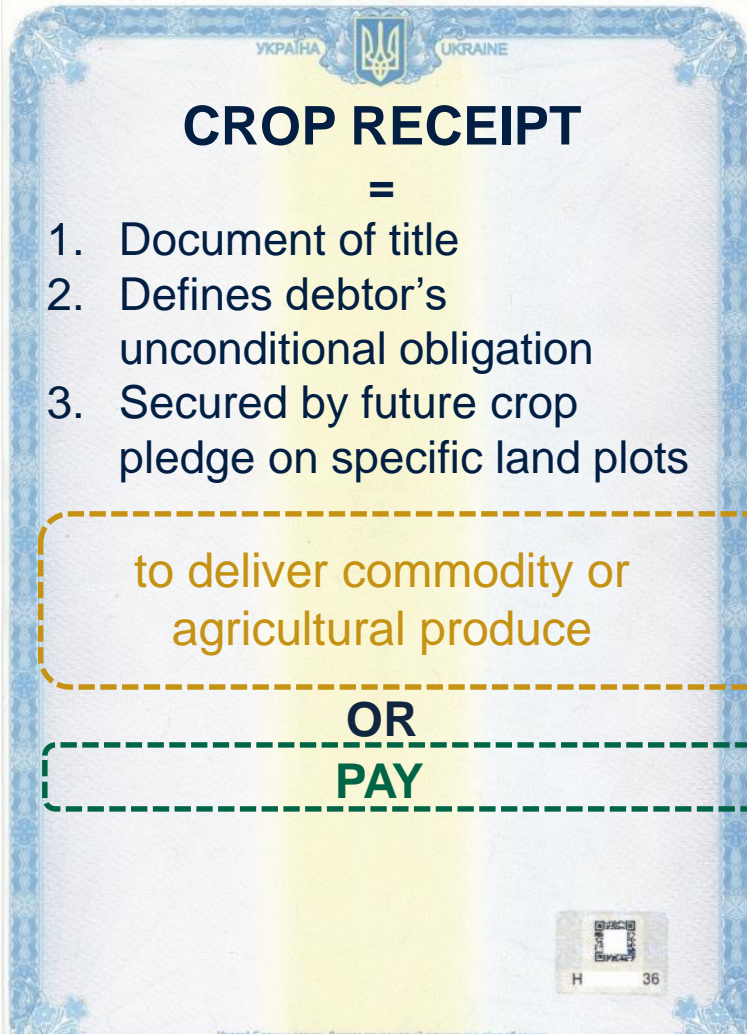 УКРАЇНА UKRAINE
CROP RECEIPT
=
1. Document of title
2. Defines debtor’s
unconditional obligation
3. Secured by future crop
pledge on specific land plots
to deliver commodity or
agricultural produce
OR
PAY
H 36